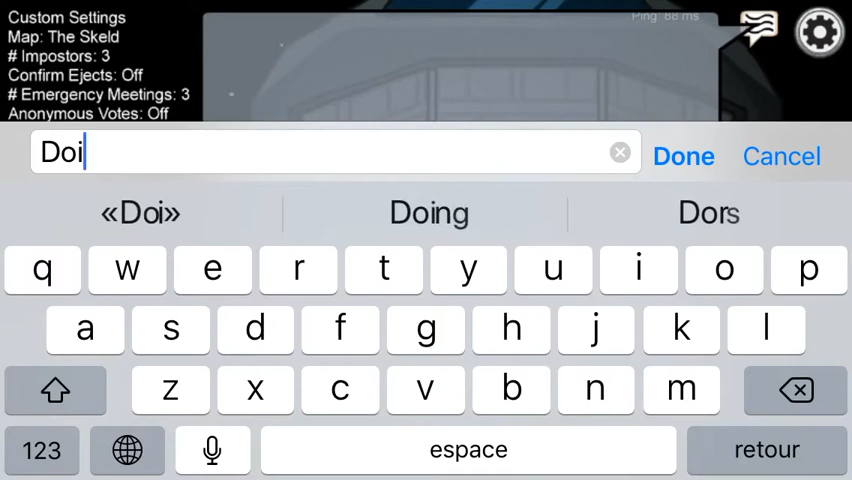 Custom Settings
Map: The Skeld
# Impostors: 3
Confirm Ejects: Off
# Emergency Meetings: 3
Anonymous Votes: Off
Ping: 88 ms
Doi
Done
Cancel
«Doi»
Doing
Dors
q w e r t y u i o p
a s d f g h j k l
z x c v b n m
123
espace
retour